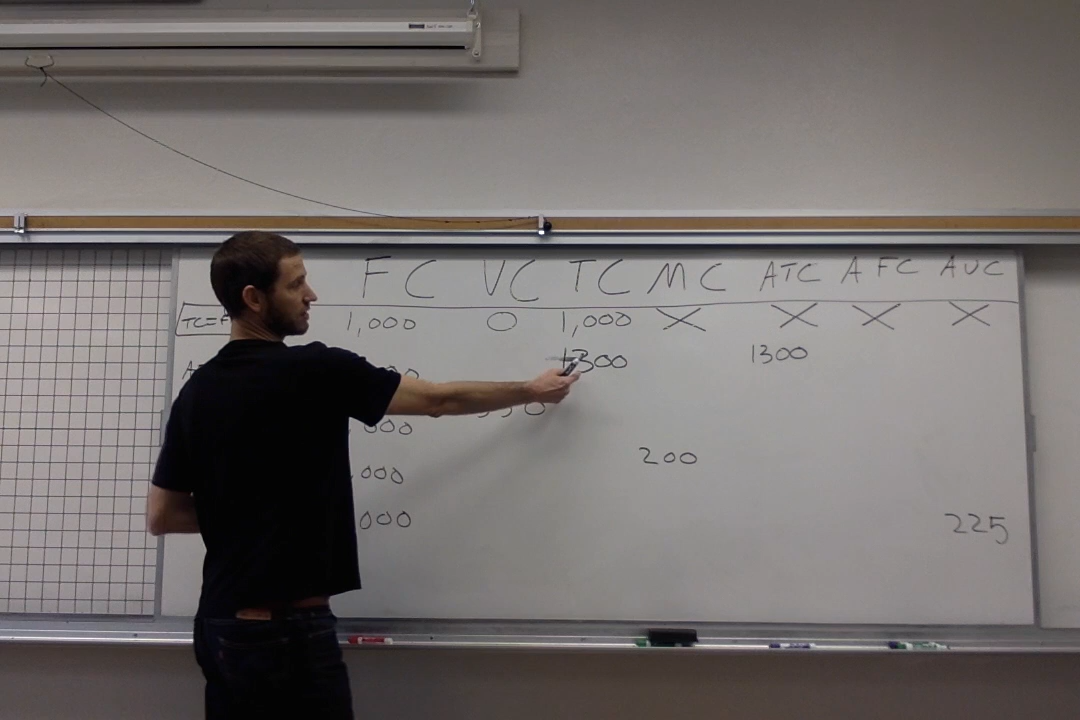 FC VC TC MC ATC AFC AVC
TC=F 1,000 0 1,000 X X X X
1300 1300
000
000 200
000 225